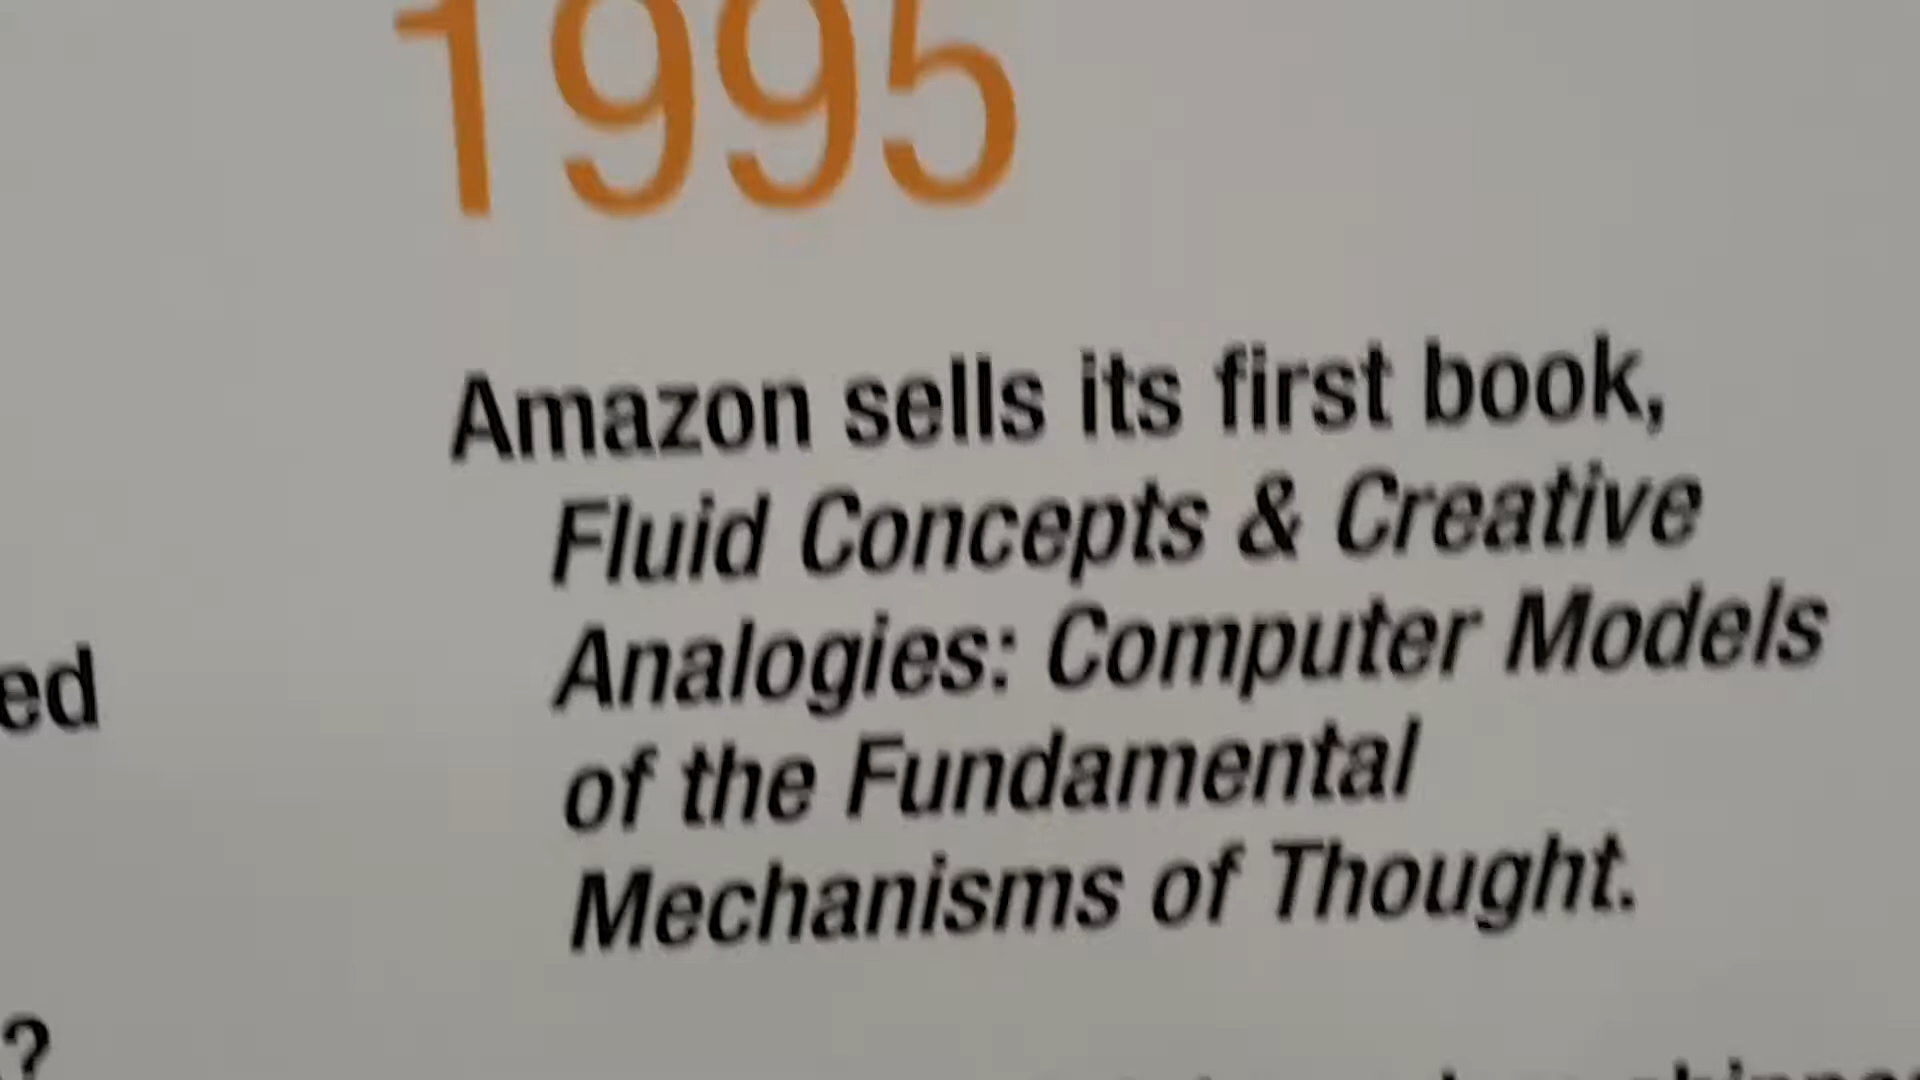 1995
Amazon sells its first book,
Fluid Concepts & Creative
Analogies: Computer Models
of the Fundamental
Mechanisms of Thought.
ed
?